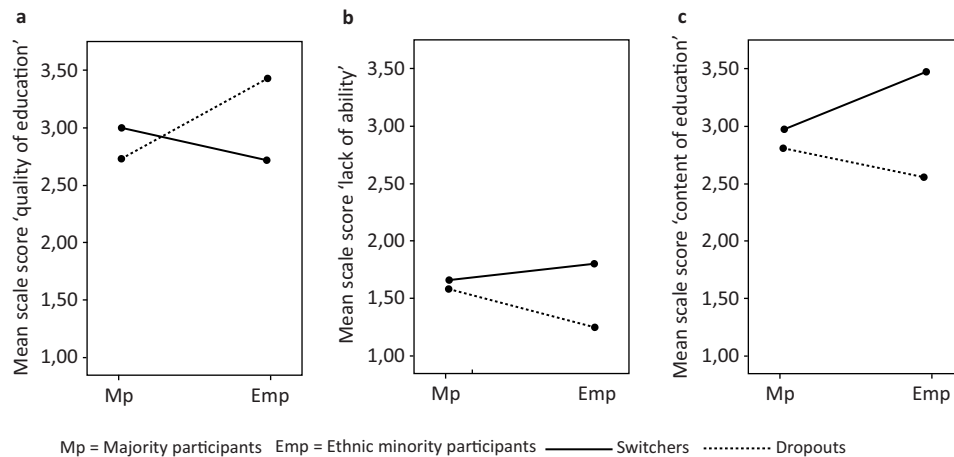 a
Mean scale score 'quality of education'
3,50
3,00
2,50
2,00
1,50
1,00
Mp
Emp
b
Mean scale score 'lack of ability'
3,50
3,00
2,50
2,00
1,50
1,00
Mp
Emp
c
Mean scale score 'content of education'
3,50
3,00
2,50
2,00
1,50
1,00
Mp
Emp
Mp = Majority participants Emp = Ethnic minority participants Switchers Dropouts